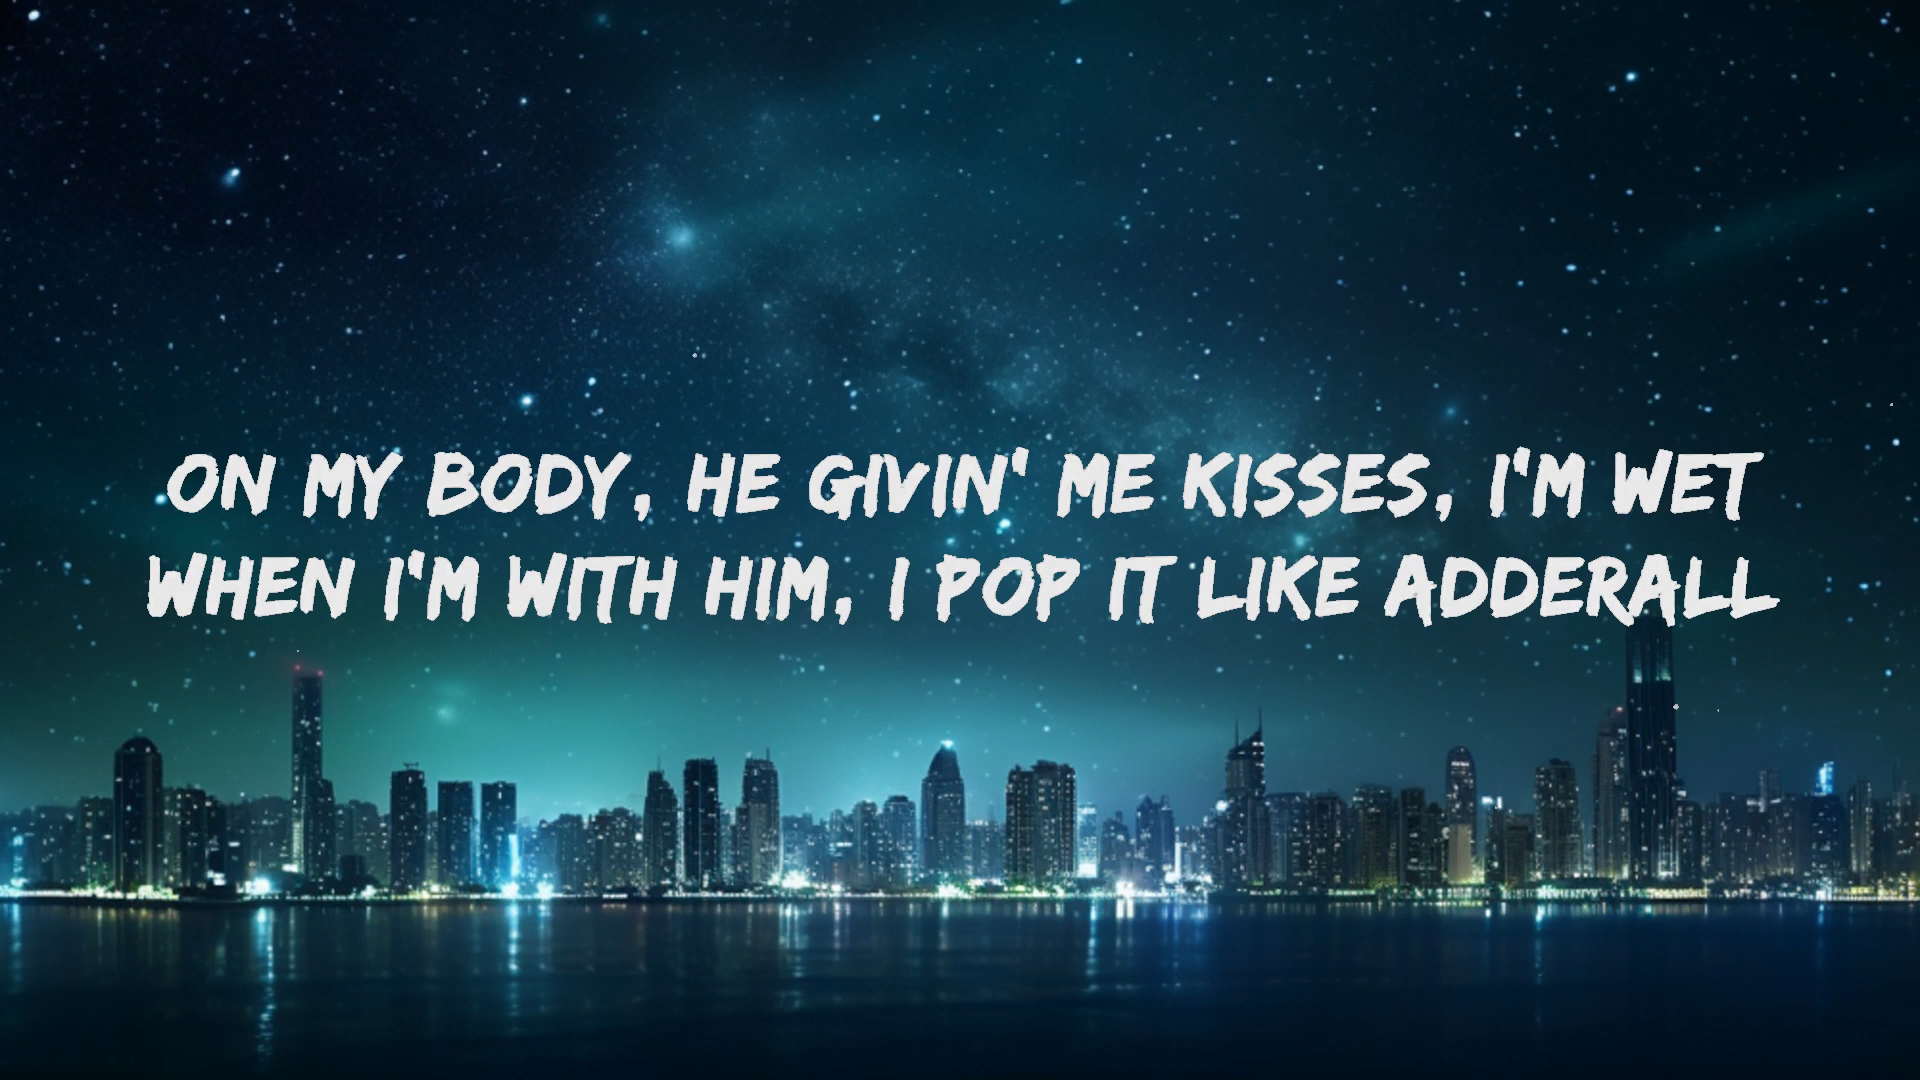 ON MY BODY, HE GIVIN' ME KISSES, I'M WET
WHEN I'M WITH HIM, I POP IT LIKE ADDERALL